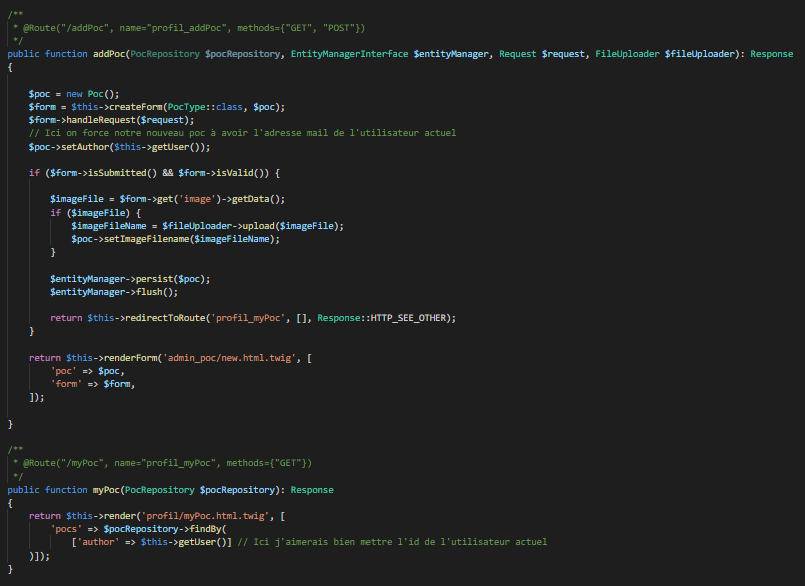 /**
 * @Route("/addPoc", name="profil_addPoc", methods={"GET", "POST"})
 */
public function addPoc(PocRepository $pocRepository, EntityManagerInterface $entityManager, Request $request, FileUploader $fileUploader): Response
{
    $poc = new Poc();
    $form = $this->createForm(PocType::class, $poc);
    $form->handleRequest($request);
    // Ici on force notre nouveau poc à avoir l'adresse mail de l'utilisateur actuel
    $poc->setAuthor($this->getUser());
    if ($form->isSubmitted() && $form->isValid()) {
        $imageFile = $form->get('image')->getData();
        if ($imageFile) {
            $imageFileName = $fileUploader->upload($imageFile);
            $poc->setImageFilename($imageFileName);
        }
        $entityManager->persist($poc);
        $entityManager->flush();
        return $this->redirectToRoute('profil_myPoc', [], Response::HTTP_SEE_OTHER);
    }
    return $this->renderForm('admin_poc/new.html.twig', [
        'poc' => $poc,
        'form' => $form,
    ]);
}
/**
 * @Route("/myPoc", name="profil_myPoc", methods={"GET"})
 */
public function myPoc(PocRepository $pocRepository): Response
{
    return $this->render('profil/myPoc.html.twig', [
        'pocs' => $pocRepository->findBy(
            ['author' => $this->getUser()] // Ici j'aimerais bien mettre l'id de l'utilisateur actuel
    )]);
}